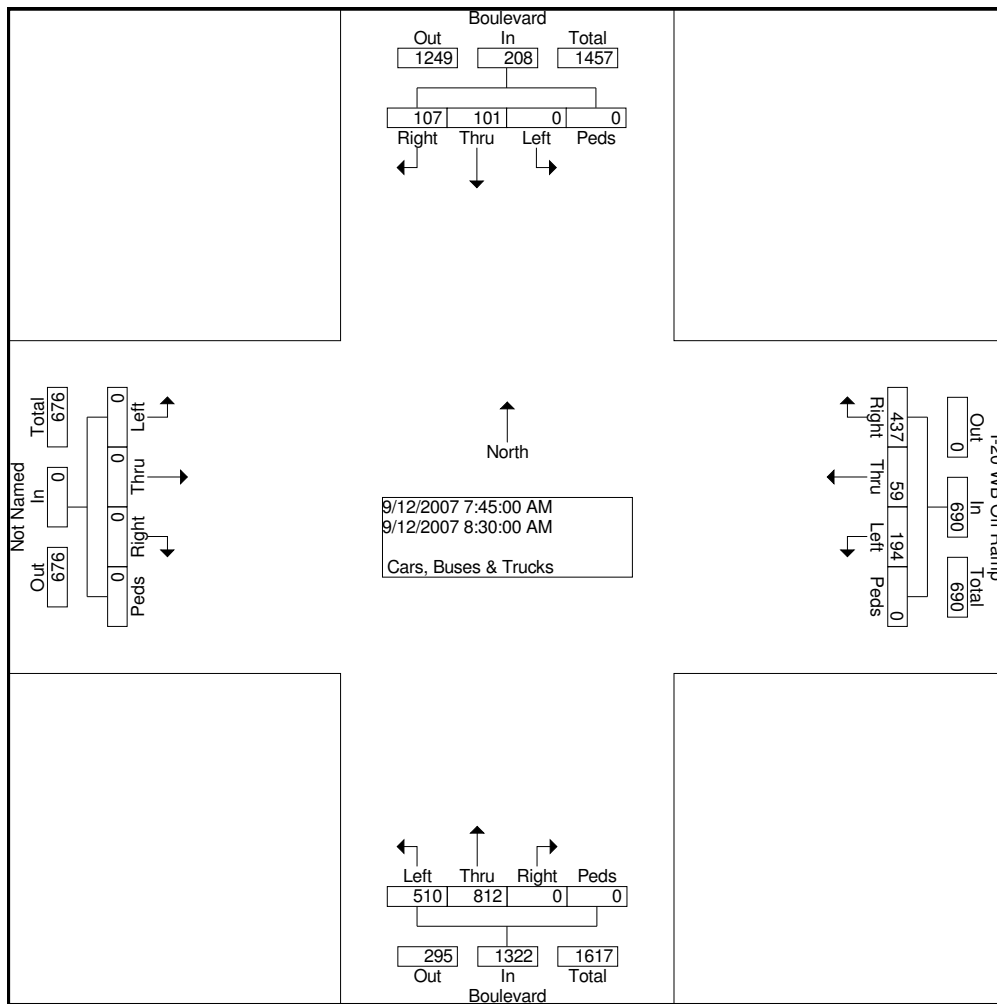 Boulevard
Out In Total
1249 208 1457
107 101 0 0
Right Thru Left Peds
North
9/12/2007 7:45:00 AM
9/12/2007 8:30:00 AM
Cars, Buses & Trucks
Not Named
Total In Out
676 0 676
0 0 0 0
Left Thru Right Peds
I-20 WB Off Ramp
Out In Total
0 690 690
437 59 194 0
Right Thru Left Peds
Left Thru Right Peds
510 812 0 0
295 1322 1617
Out In Total
Boulevard